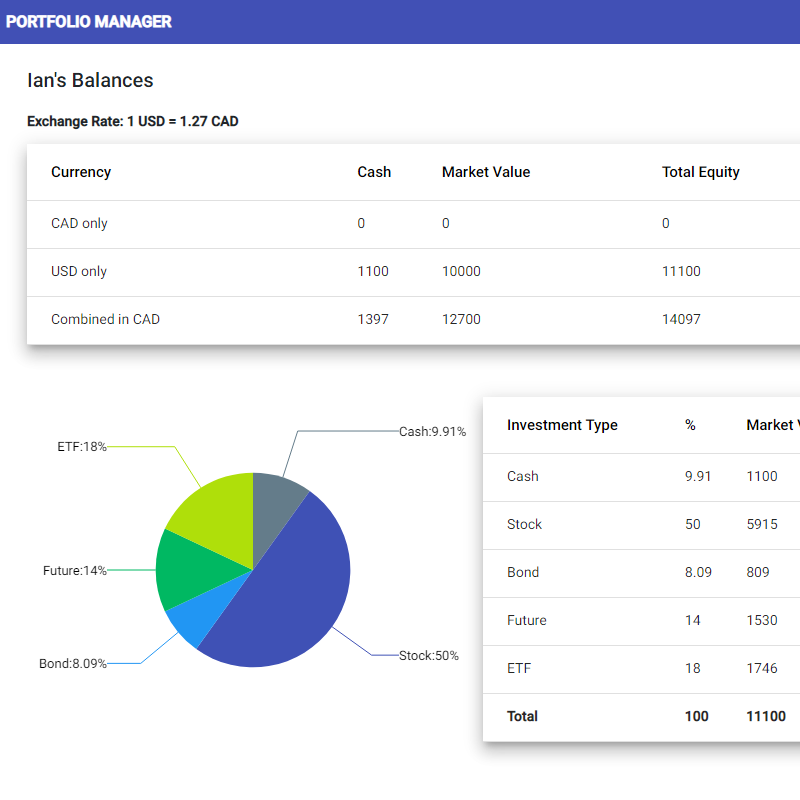 PORTFOLIO MANAGER
Ian's Balances
Exchange Rate: 1 USD = 1.27 CAD
Currency Cash Market Value Total Equity
CAD only 0 0 0
USD only 1100 10000 11100
Combined in CAD 1397 12700 14097
Cash:9.91%
ETF:18%
Future:14%
Stock:50%
Bond:8.09%
Investment Type % Market
Cash 9.91 1100
Stock 50 5915
Bond 8.09 809
Future 14 1530
ETF 18 1746
Total 100 11100